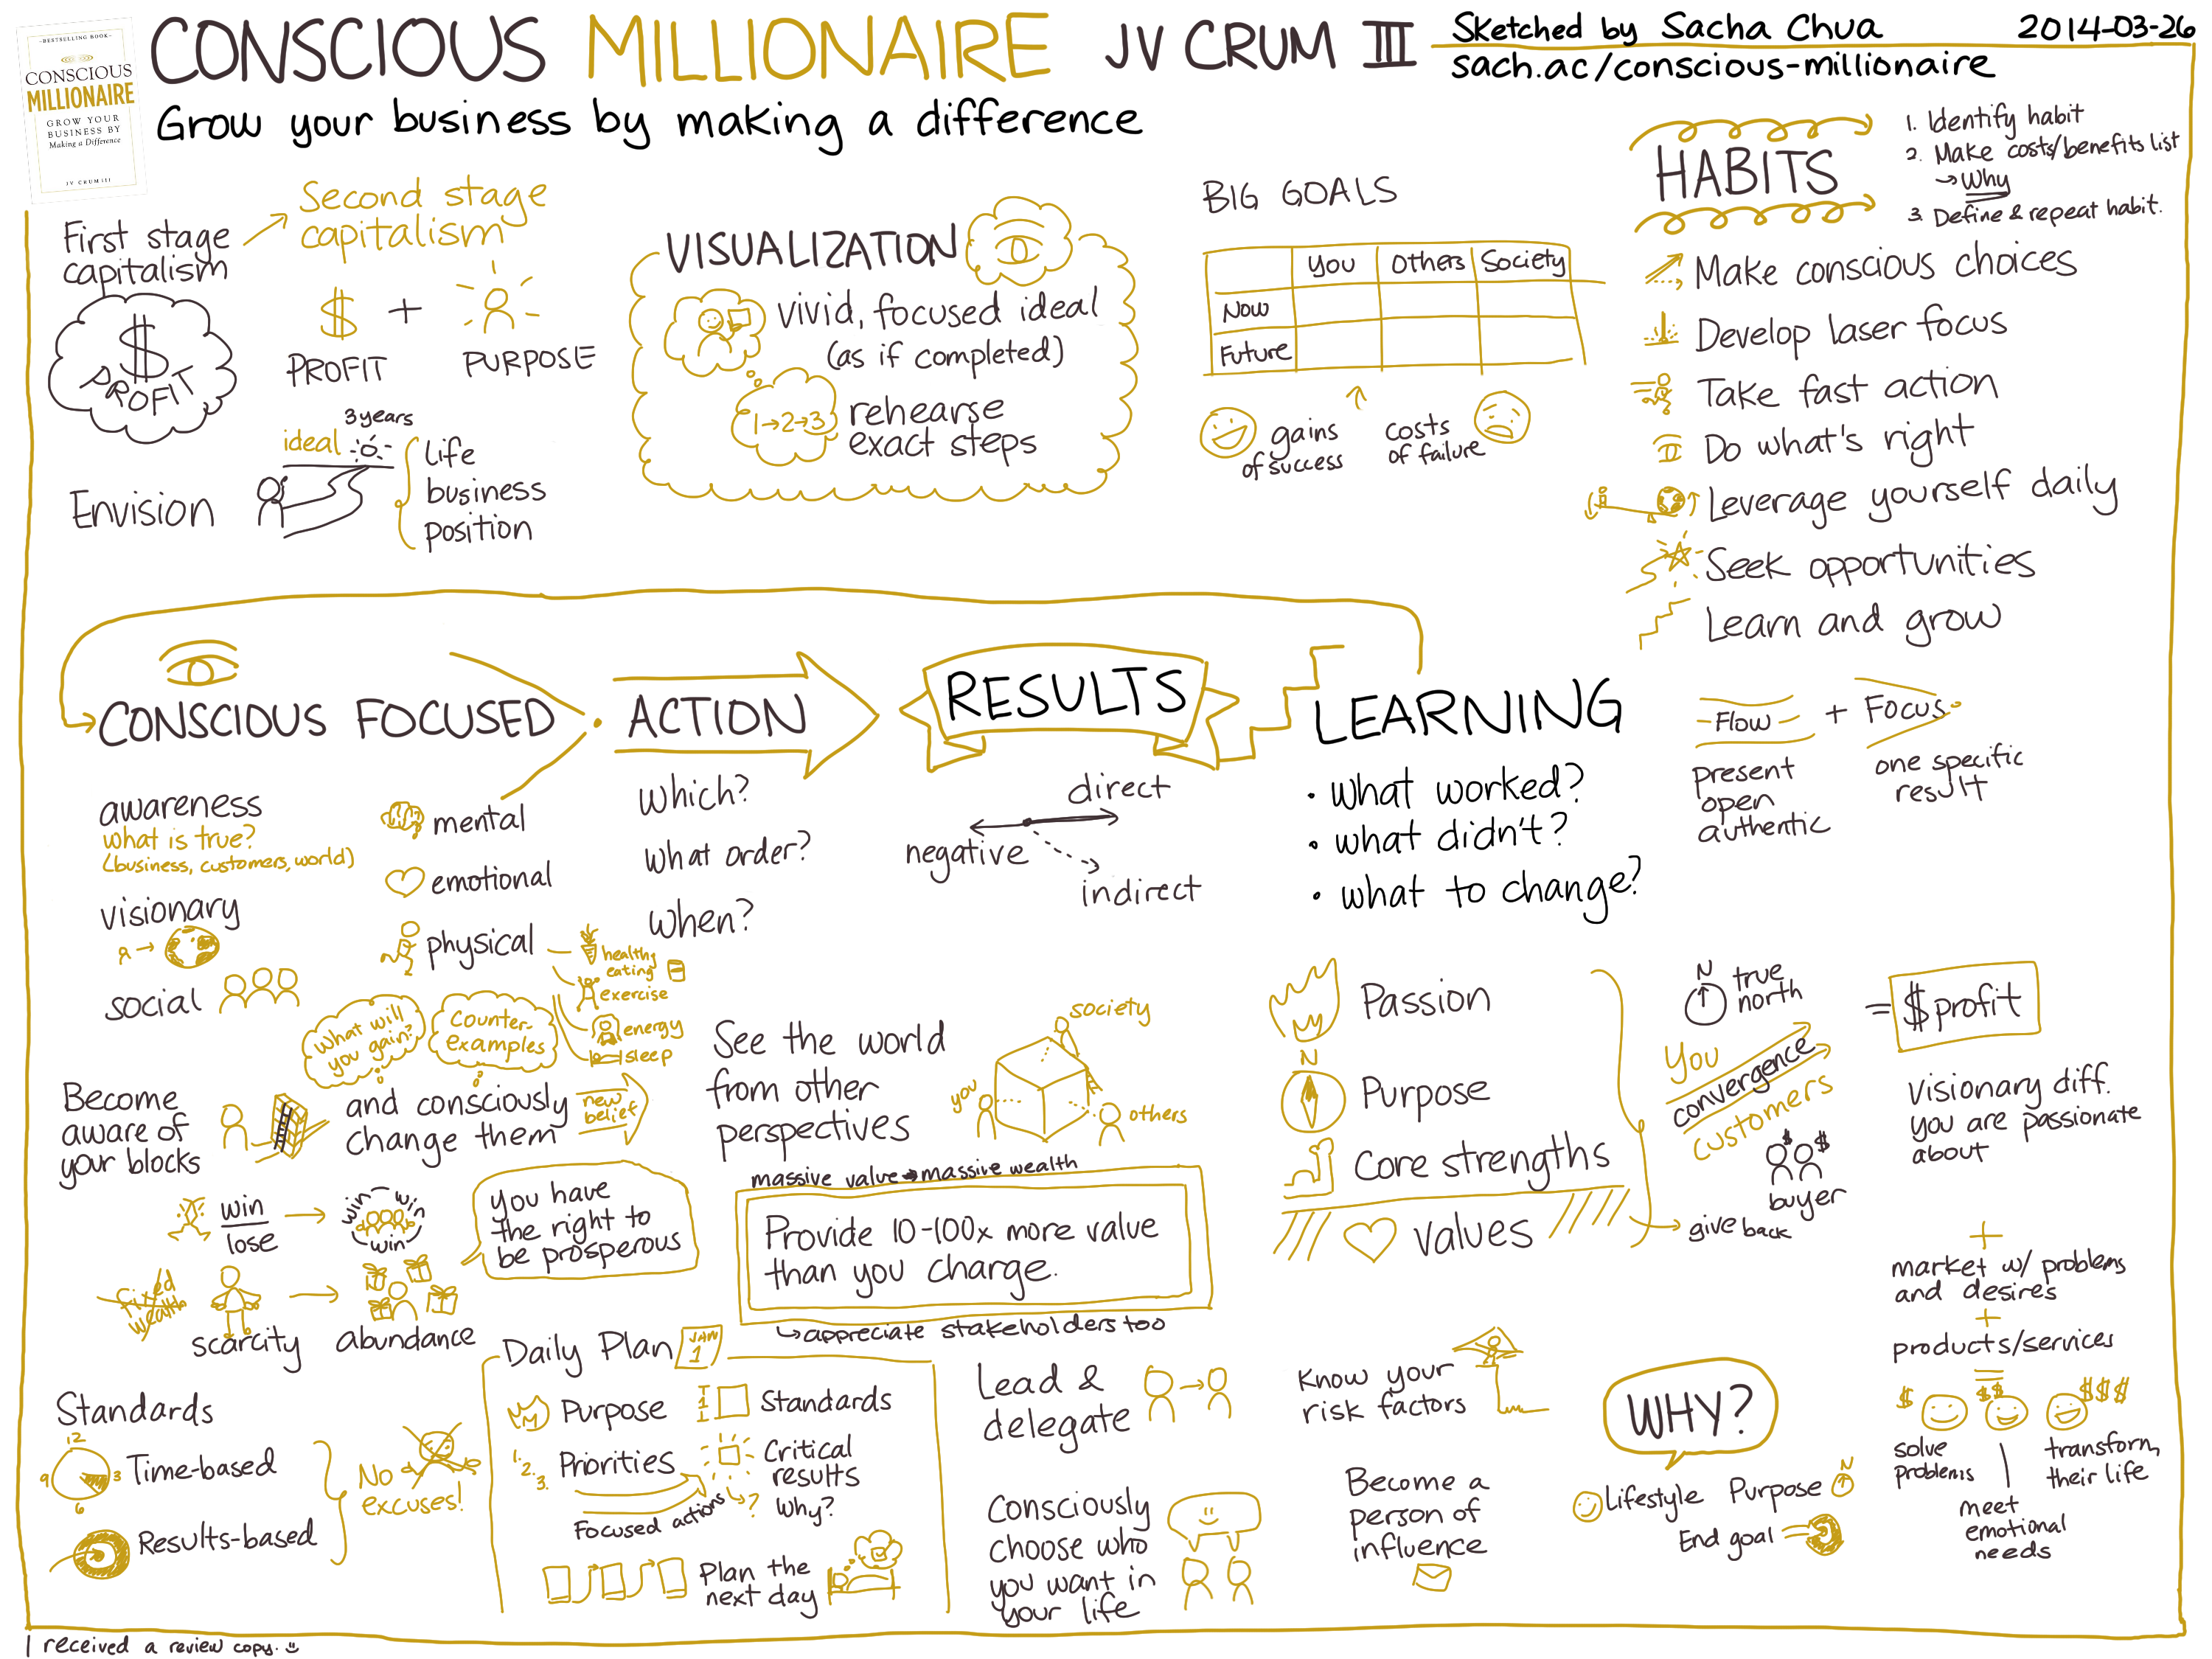 -BESTSELLING BOOK-
CONSCIOUS
MILLIONAIRE
GROW YOUR
BUSINESS BY
Making a Difference
JV CRUM III
CONSCIOUS MILLIONAIRE JV CRUM III
Grow your business by making a difference
Sketched by Sacha Chua 2014-03-26
sach.ac/conscious-millionaire
First stage
capitalism
$
PROFIT
Second stage
capitalism
$ +
PROFIT PURPOSE
Envision
3 years
ideal
life
business
position
VISUALIZATION
vivid, focused ideal
(as if completed)
1→2→3
rehearse
exact steps
BIG GOALS
You Others Society
Now
Future
gains
of success
costs
of failure
HABITS
1. Identify habit
2. Make costs/benefits list
→ Why
3. Define & repeat habit.
Make conscious choices
Develop laser focus
Take fast action
Do what's right
Leverage yourself daily
Seek opportunities
Learn and grow
CONSCIOUS FOCUSED ACTION RESULTS LEARNING
awareness
what is true?
(business, customers, world)
visionary
social
mental
emotional
physical
healthy
eating
exercise
energy
sleep
Which?
What order?
When?
direct
negative
indirect
• what worked?
• what didn't?
• what to change?
Flow + Focus
present
open
authentic
one specific
result
What will
you gain?
Counter-
examples
Become
aware of
your blocks
and consciously
change them
new
belief
win
lose
win win
win
fixed
wealth
scarcity
abundance
you have
the right to
be prosperous
See the world
from other
perspectives
society
you
others
massive value → massive wealth
Provide 10-100x more value
than you charge.
appreciate stakeholders too
Passion
N
Purpose
Core strengths
values
N
true
north
You
convergence
customers
$ $
buyer
give back
= $profit
Visionary diff.
you are passionate
about
+
market w/ problems
and desires
+
products/services
=
$ $$ $$$
solve
problems
meet
emotional
needs
transform
their life
Standards
12
3
6
9
Time-based
Results-based
No
excuses!
Daily Plan
JAN
1
Purpose
1.
2.
3.
Priorities
Focused actions
Standards
Critical
results
?
Why?
Plan the
next day
Lead &
delegate
Consciously
choose who
you want in
your life
Know your
risk factors
Become a
person of
influence
WHY?
Lifestyle Purpose
N
End goal
I received a review copy.